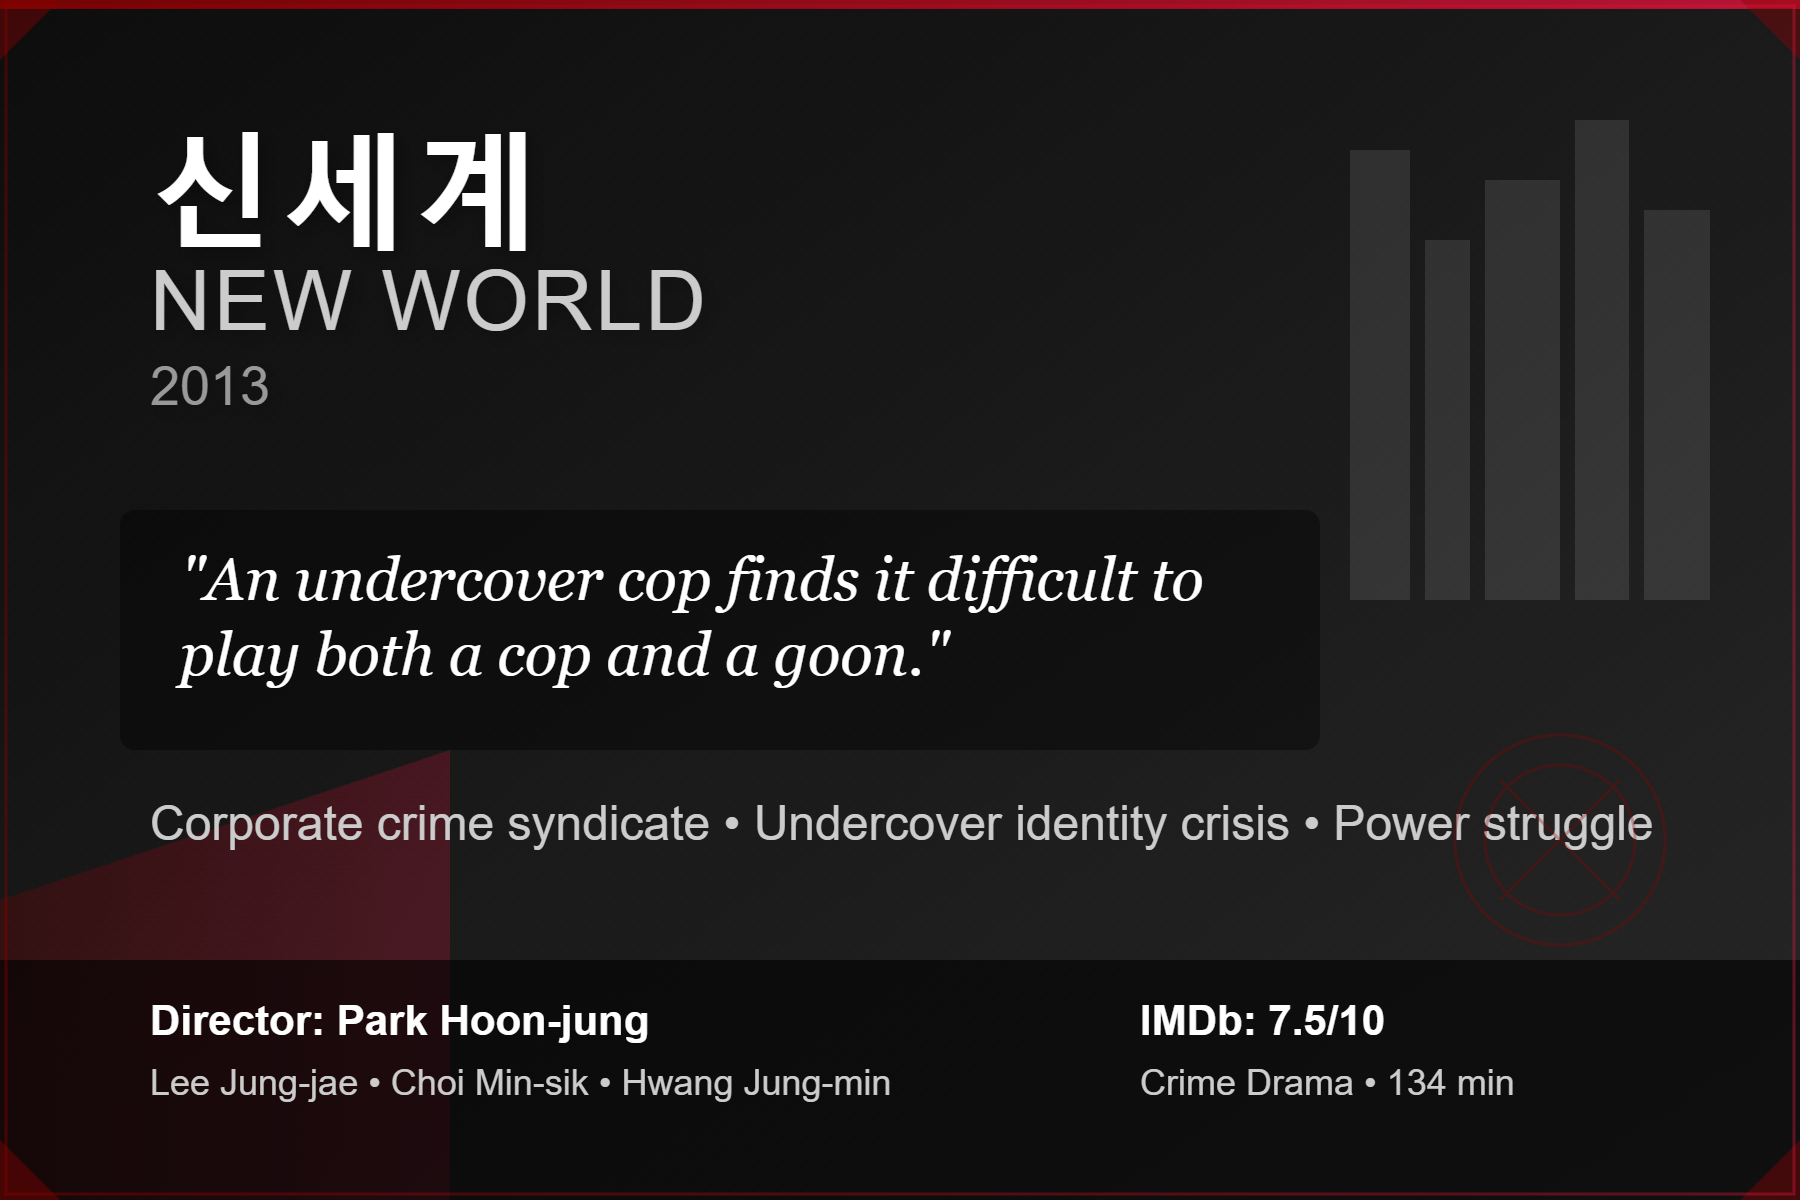 신세계
NEW WORLD
2013
"An undercover cop finds it difficult to
play both a cop and a goon."
Corporate crime syndicate • Undercover identity crisis • Power struggle
Director: Park Hoon-jung
Lee Jung-jae • Choi Min-sik • Hwang Jung-min
IMDb: 7.5/10
Crime Drama • 134 min